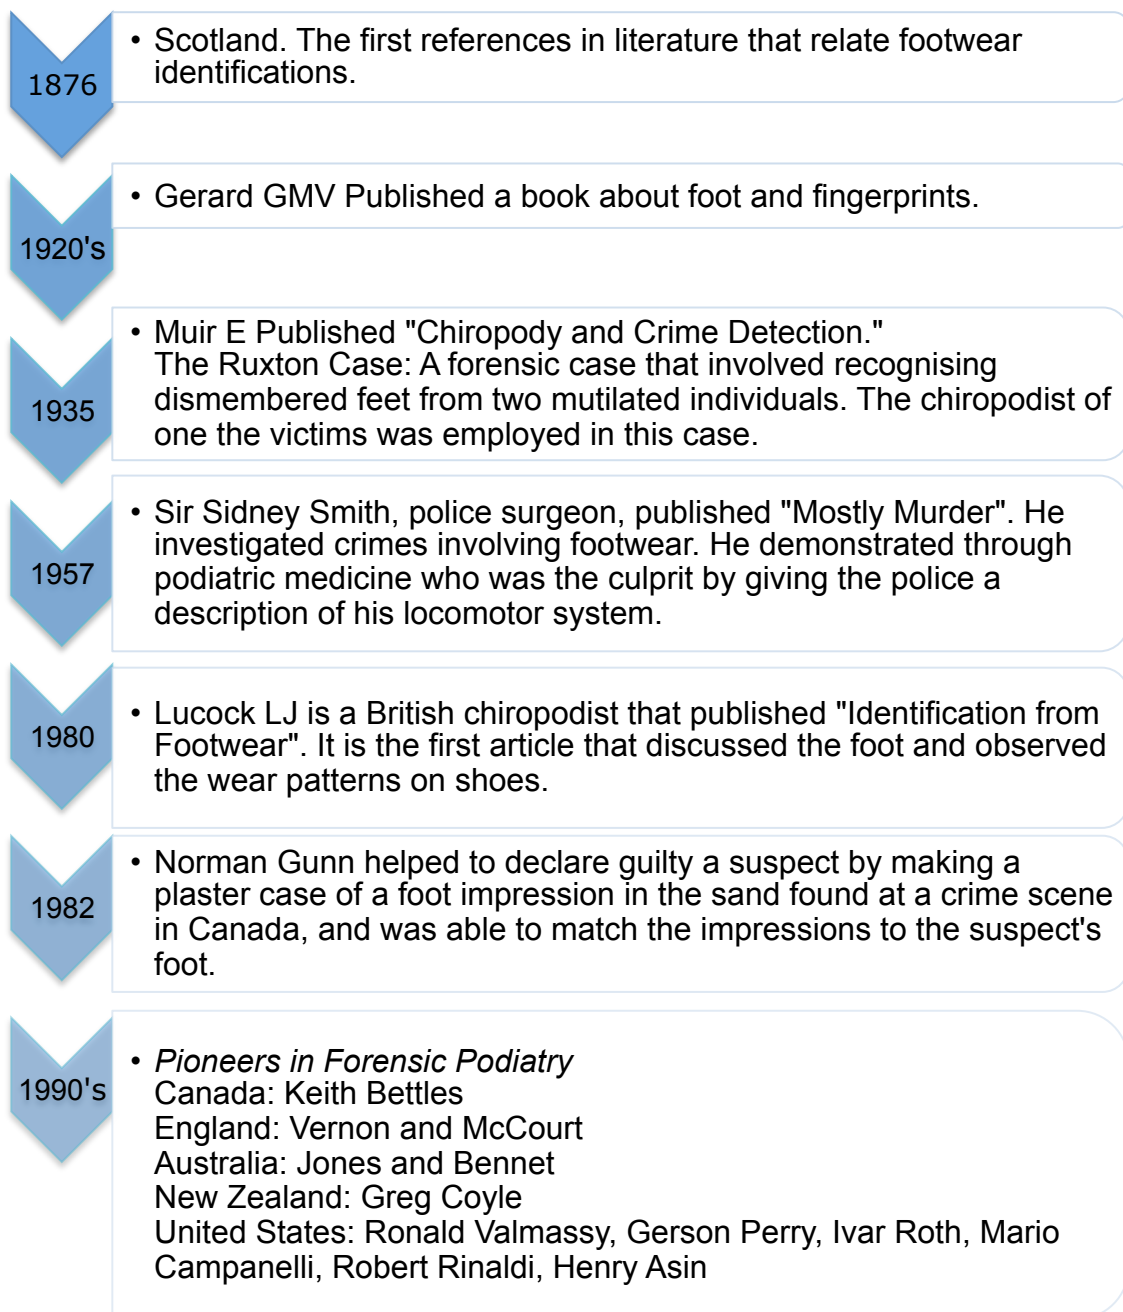 1876
• Scotland. The first references in literature that relate footwear
identifications.
1920's
• Gerard GMV Published a book about foot and fingerprints.
1935
• Muir E Published "Chiropody and Crime Detection."
The Ruxton Case: A forensic case that involved recognising
dismembered feet from two mutilated individuals. The chiropodist of
one the victims was employed in this case.
1957
• Sir Sidney Smith, police surgeon, published "Mostly Murder". He
investigated crimes involving footwear. He demonstrated through
podiatric medicine who was the culprit by giving the police a
description of his locomotor system.
1980
• Lucock LJ is a British chiropodist that published "Identification from
Footwear". It is the first article that discussed the foot and observed
the wear patterns on shoes.
1982
• Norman Gunn helped to declare guilty a suspect by making a
plaster case of a foot impression in the sand found at a crime scene
in Canada, and was able to match the impressions to the suspect's
foot.
1990's
• Pioneers in Forensic Podiatry
Canada: Keith Bettles
England: Vernon and McCourt
Australia: Jones and Bennet
New Zealand: Greg Coyle
United States: Ronald Valmassy, Gerson Perry, Ivar Roth, Mario
Campanelli, Robert Rinaldi, Henry Asin